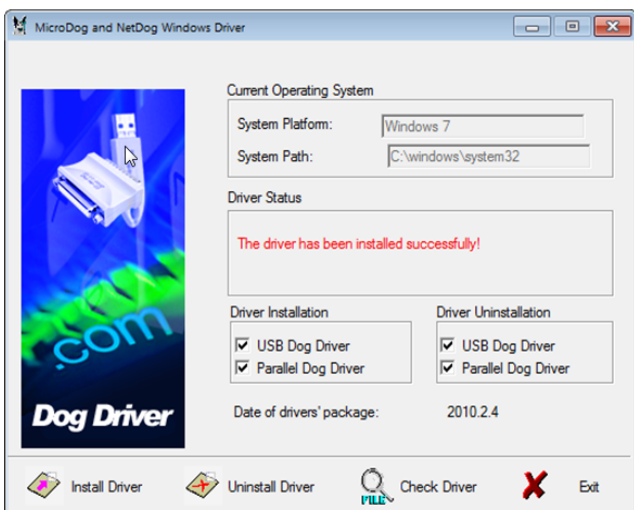 MicroDog and NetDog Windows Driver
Current Operating System
System Platform: Windows 7
System Path: C:\windows\system32
Driver Status
The driver has been installed successfully!
Driver Installation
USB Dog Driver
Parallel Dog Driver
Driver Uninstallation
USB Dog Driver
Parallel Dog Driver
.com
Dog Driver
Date of drivers' package: 2010.2.4
Install Driver
Uninstall Driver
FILE
Check Driver
Exit